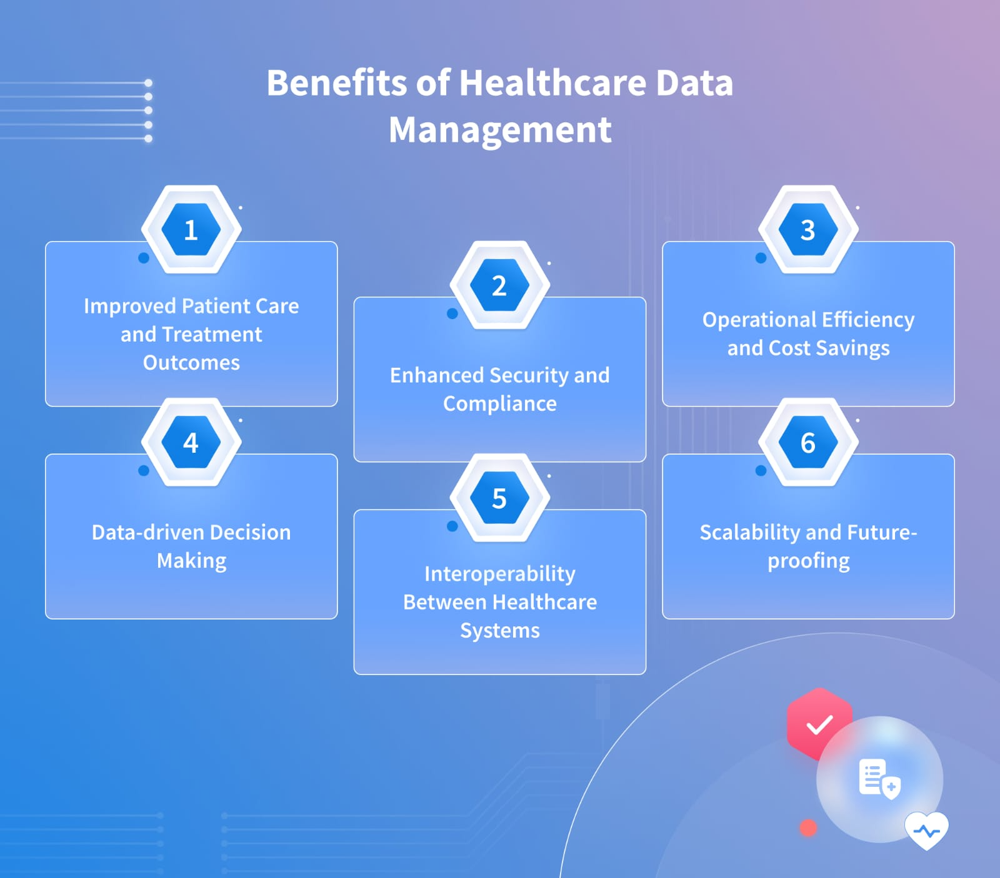 Benefits of Healthcare Data
Management
1
Improved Patient Care
and Treatment
Outcomes
2
Enhanced Security and
Compliance
3
Operational Efficiency
and Cost Savings
4
Data-driven Decision
Making
5
Interoperability
Between Healthcare
Systems
6
Scalability and Future-
proofing